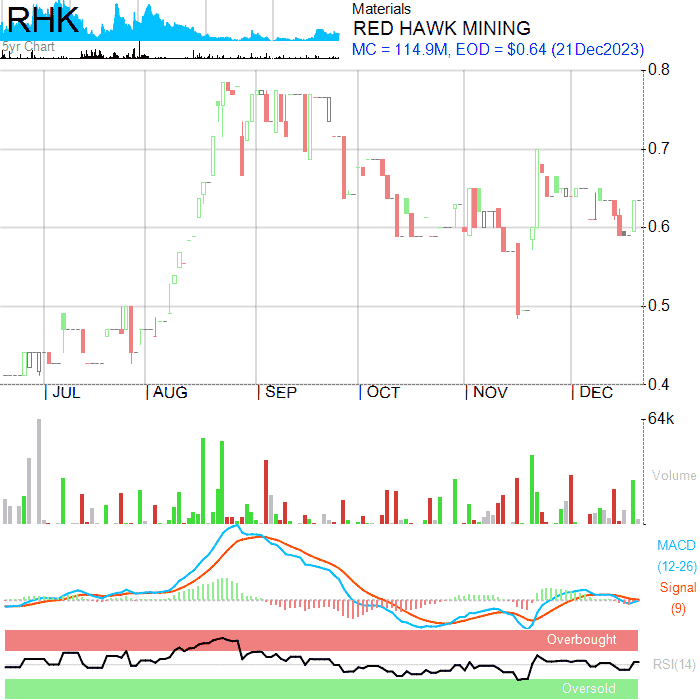 RHK
5yr Chart
Materials
RED HAWK MINING
MC = 114.9M, EOD = $0.64 (21Dec2023)
0.8
0.7
0.6
0.5
0.4
JUL AUG SEP OCT NOV DEC
64k
Volume
MACD
(12-26)
Signal
(9)
Overbought
RSI(14)
Oversold